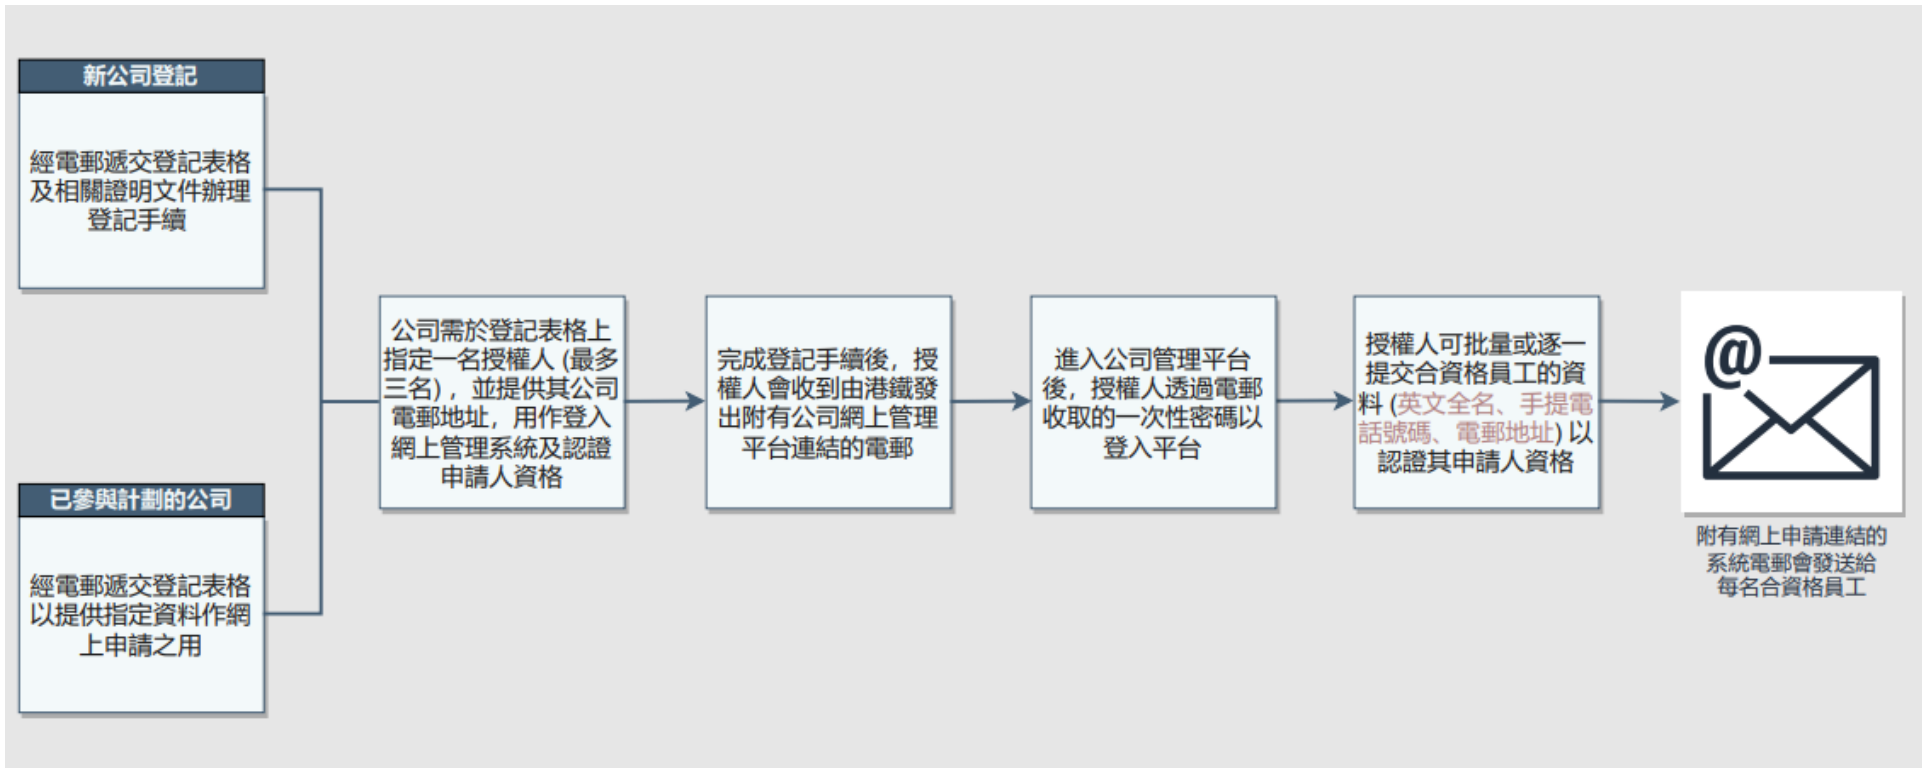 新公司登記
經電郵遞交登記表格
及相關證明文件辦理
登記手續
已參與計劃的公司
經電郵遞交登記表格
以提供指定資料作網
上申請之用
公司需於登記表格上
指定一名授權人 (最多
三名) ，並提供其公司
電郵地址，用作登入
網上管理系統及認證
申請人資格
完成登記手續後，授
權人會收到由港鐵發
出附有公司網上管理
平台連結的電郵
進入公司管理平台
後，授權人透過電郵
收取的一次性密碼以
登入平台
授權人可批量或逐一
提交合資格員工的資
料 (英文全名、手提電
話號碼、電郵地址) 以
認證其申請人資格
@
附有網上申請連結的
系統電郵會發送給
每名合資格員工